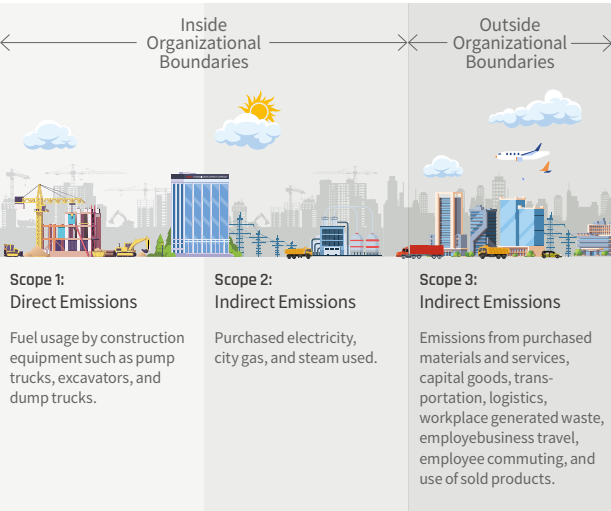 Inside
Organizational
Boundaries
Outside
Organizational
Boundaries
Scope 1:
Direct Emissions
Fuel usage by construction
equipment such as pump
trucks, excavators, and
dump trucks.
Scope 2:
Indirect Emissions
Purchased electricity,
city gas, and steam used.
Scope 3:
Indirect Emissions
Emissions from purchased
materials and services,
capital goods, trans-
portation, logistics,
workplace generated waste,
employebusiness travel,
employee commuting, and
use of sold products.